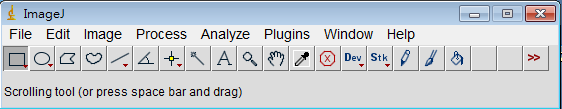 ImageJ
File Edit Image Process Analyze Plugins Window Help
A Dev Stk >>
Scrolling tool (or press space bar and drag)